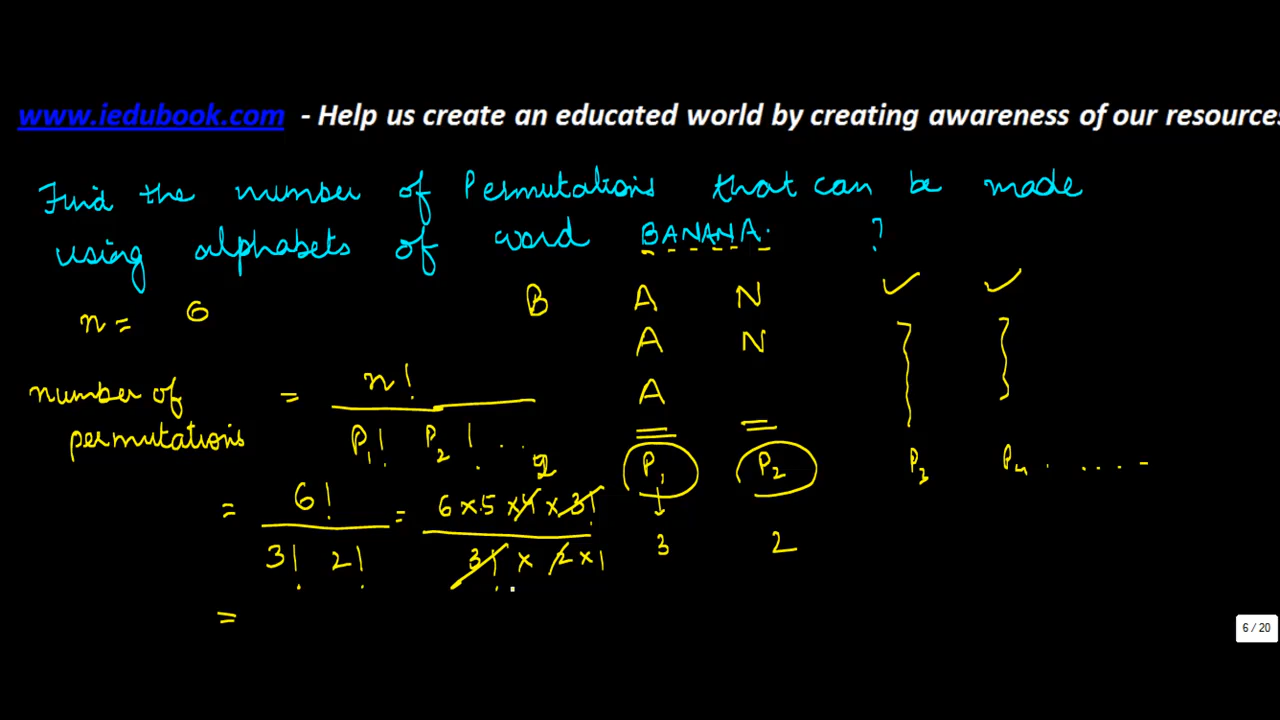 www.iedubook.com - Help us create an educated world by creating awareness of our resources
Find the number of Permutations that can be made
using alphabets of word BANANA. ?
n = 6 B A N
A N
A
number of permutations = n! / P1! P2! ...
P1 P2 P3 P4 . . . . .
= 6! / 3! 2! = 6 x 5 x 4 x 3! / 3! x 2 x 1
2
3 2
=
6 / 20